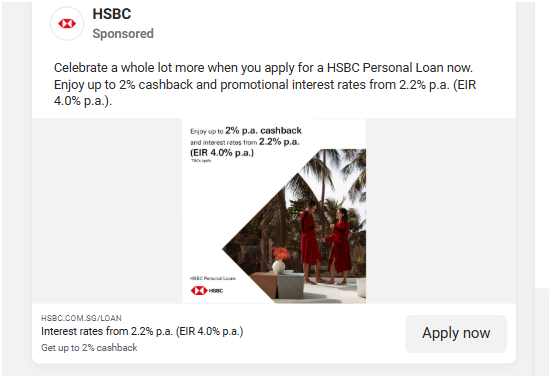 HSBC
Sponsored
Celebrate a whole lot more when you apply for a HSBC Personal Loan now.
Enjoy up to 2% cashback and promotional interest rates from 2.2% p.a. (EIR
4.0% p.a.).
Enjoy up to 2% p.a. cashback
and interest rates from 2.2% p.a.
(EIR 4.0% p.a.)
*T&Cs apply
HSBC Personal Loans
HSBC
HSBC.COM.SG/LOAN
Interest rates from 2.2% p.a. (EIR 4.0% p.a.)
Get up to 2% cashback
Apply now